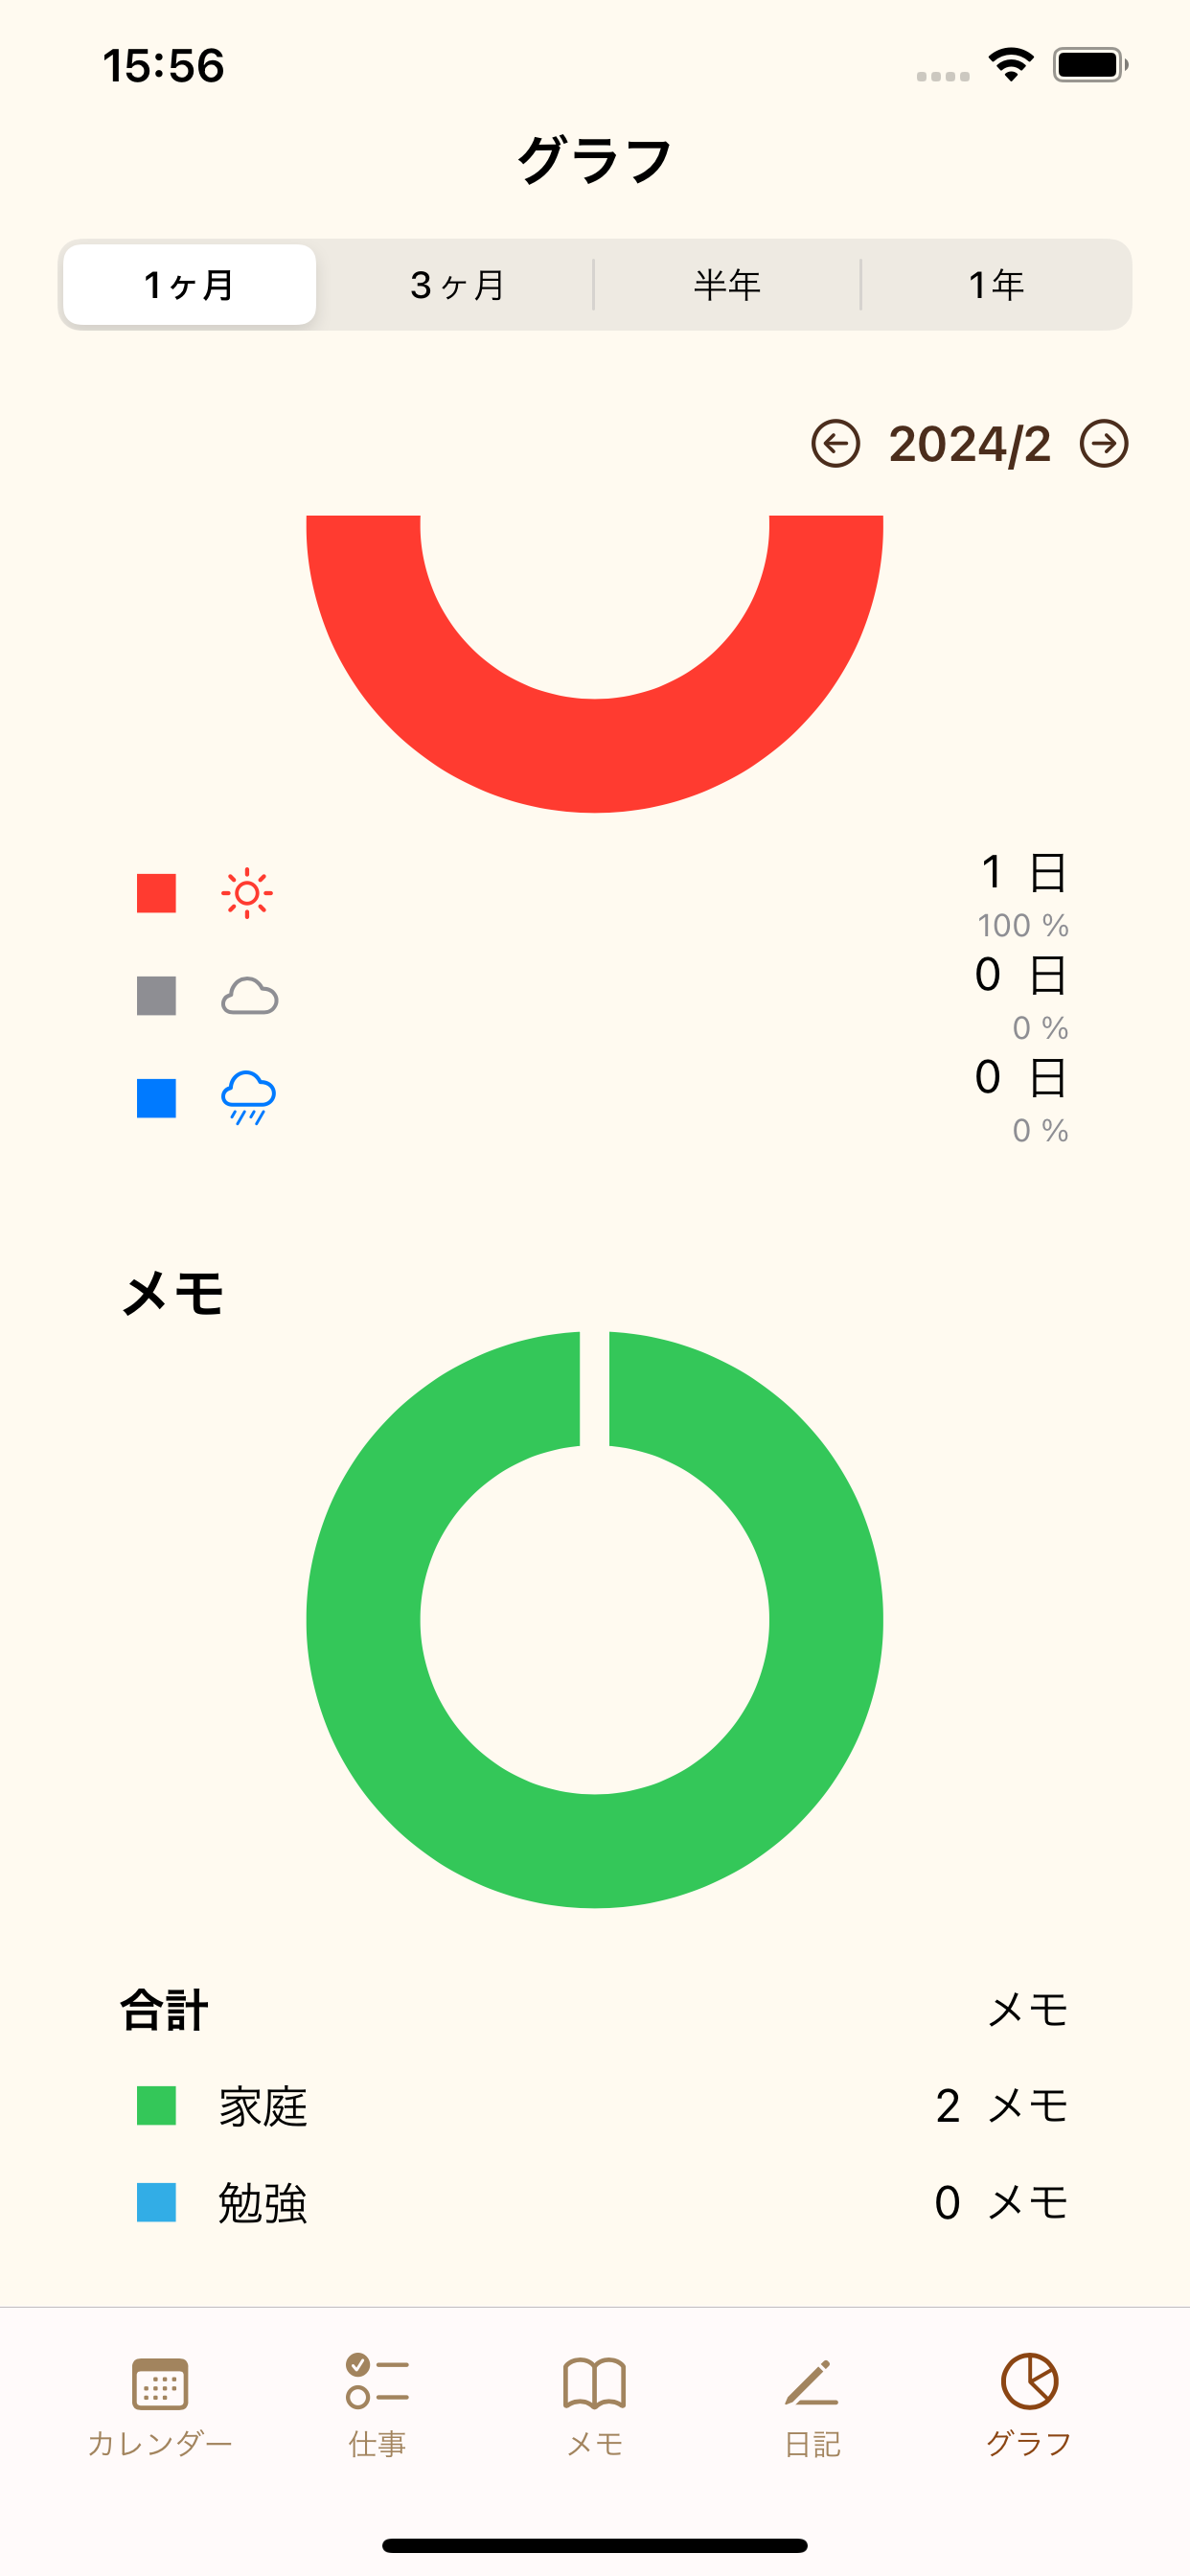 15:56
グラフ
1ヶ月 3ヶ月 半年 1年
2024/2
1 日
100 %
0 日
0 %
0 日
0 %
メモ
合計 メモ
家庭 2 メモ
勉強 0 メモ
カレンダー 仕事 メモ 日記 グラフ